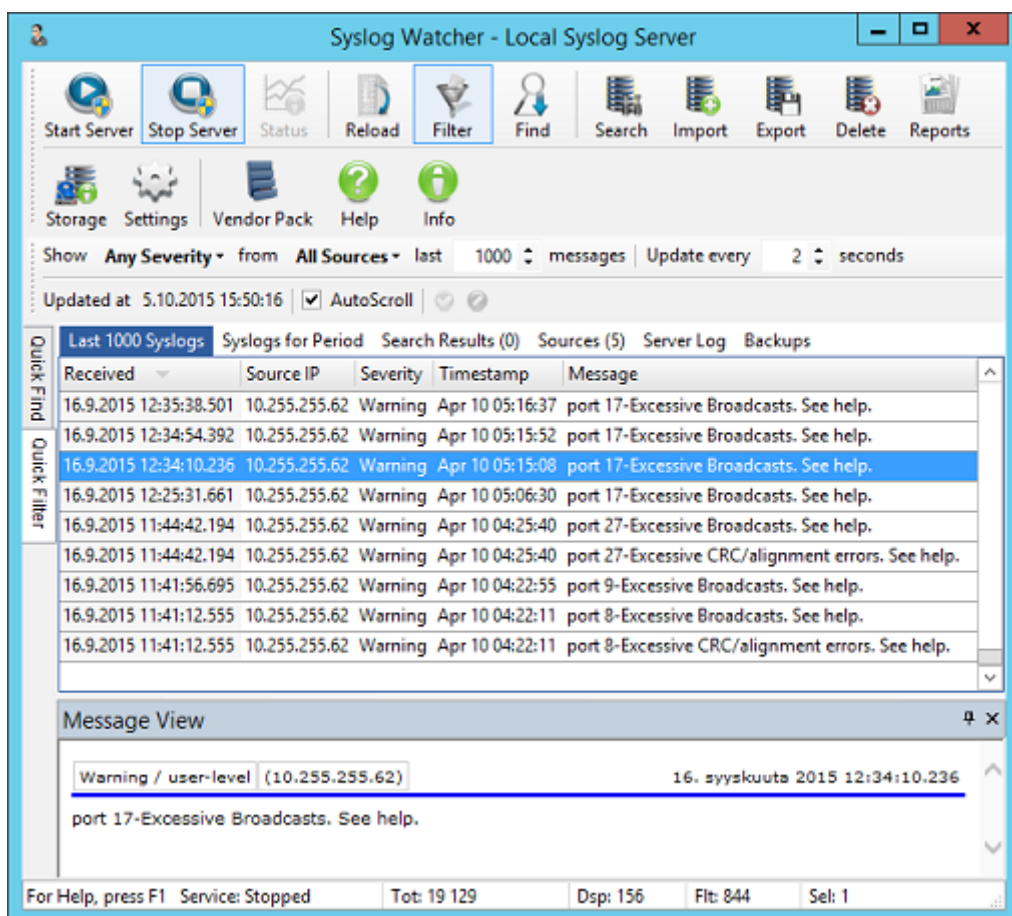 Syslog Watcher - Local Syslog Server
Start Server Stop Server Status Reload Filter Find Search Import Export Delete Reports
Storage Settings Vendor Pack Help Info
Show Any Severity from All Sources last 1000 messages Update every 2 seconds
Updated at 5.10.2015 15:50:16 AutoScroll
Quick Find
Quick Filter
Last 1000 Syslogs Syslogs for Period Search Results (0) Sources (5) Server Log Backups
Received Source IP Severity Timestamp Message
16.9.2015 12:35:38.501 10.255.255.62 Warning Apr 10 05:16:37 port 17-Excessive Broadcasts. See help.
16.9.2015 12:34:54.392 10.255.255.62 Warning Apr 10 05:15:52 port 17-Excessive Broadcasts. See help.
16.9.2015 12:34:10.236 10.255.255.62 Warning Apr 10 05:15:08 port 17-Excessive Broadcasts. See help.
16.9.2015 12:25:31.661 10.255.255.62 Warning Apr 10 05:06:30 port 17-Excessive Broadcasts. See help.
16.9.2015 11:44:42.194 10.255.255.62 Warning Apr 10 04:25:40 port 27-Excessive Broadcasts. See help.
16.9.2015 11:44:42.194 10.255.255.62 Warning Apr 10 04:25:40 port 27-Excessive CRC/alignment errors. See help.
16.9.2015 11:41:56.695 10.255.255.62 Warning Apr 10 04:22:55 port 9-Excessive Broadcasts. See help.
16.9.2015 11:41:12.555 10.255.255.62 Warning Apr 10 04:22:11 port 8-Excessive Broadcasts. See help.
16.9.2015 11:41:12.555 10.255.255.62 Warning Apr 10 04:22:11 port 8-Excessive CRC/alignment errors. See help.
Message View
Warning / user-level (10.255.255.62) 16. syyskuuta 2015 12:34:10.236
port 17-Excessive Broadcasts. See help.
For Help, press F1 Service: Stopped Tot: 19 129 Dsp: 156 Flt: 844 Sel: 1